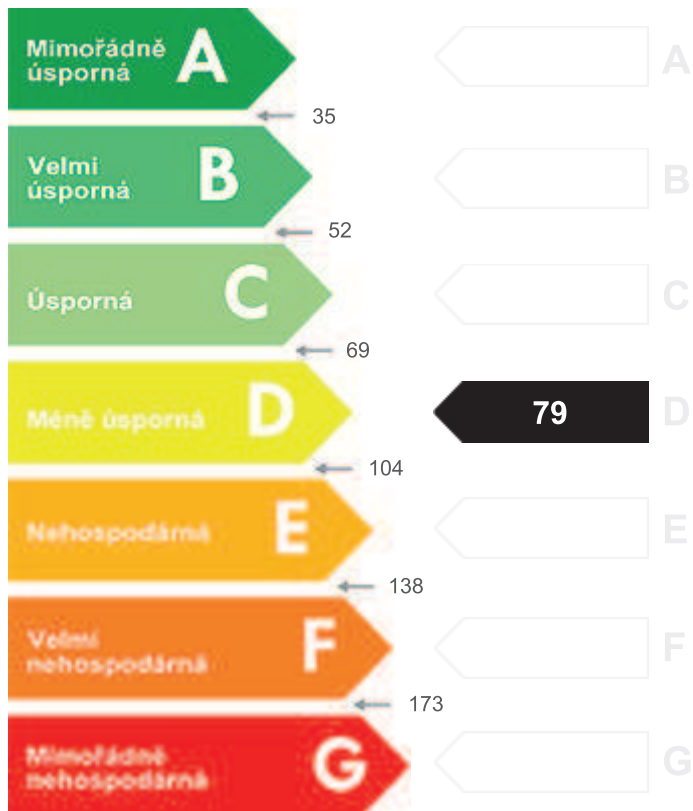 Mimořádně
úsporná
A
A
35
Velmi
úsporná
B
B
52
Úsporná
C
C
69
Méně úsporná
D
79
D
104
Nehospodárná
E
E
138
Velmi
nehospodárná
F
F
173
Mimořádně
nehospodárná
G
G